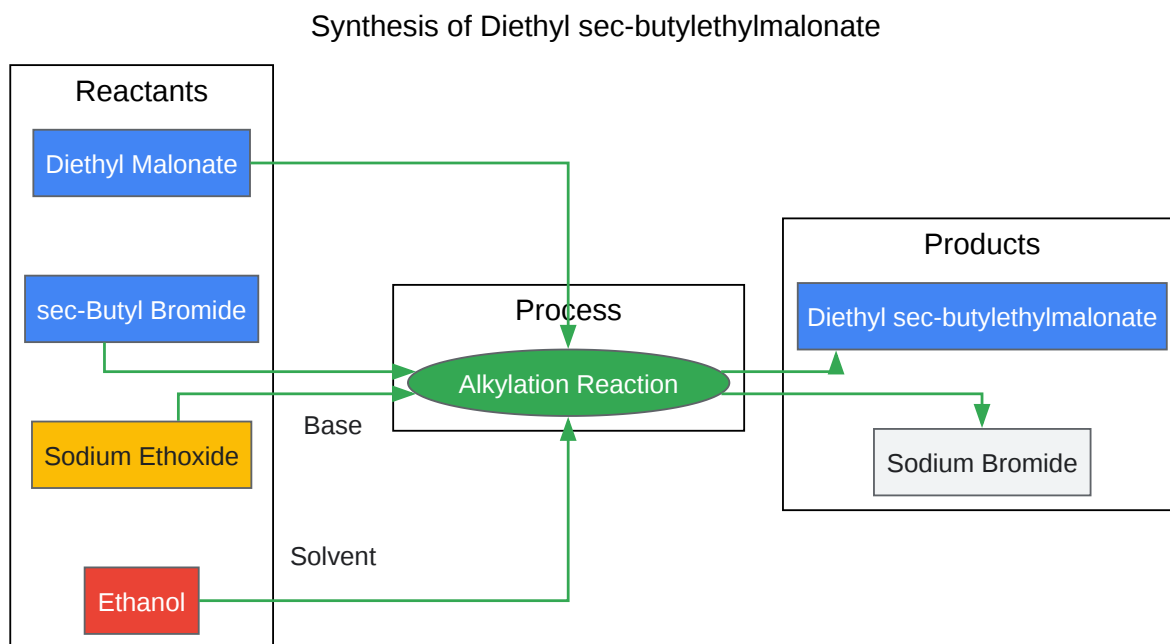 Synthesis of Diethyl sec-butylethylmalonate
Reactants
Diethyl Malonate
sec-Butyl Bromide
Sodium Ethoxide
Ethanol
Base
Solvent
Process
Alkylation Reaction
Products
Diethyl sec-butylethylmalonate
Sodium Bromide